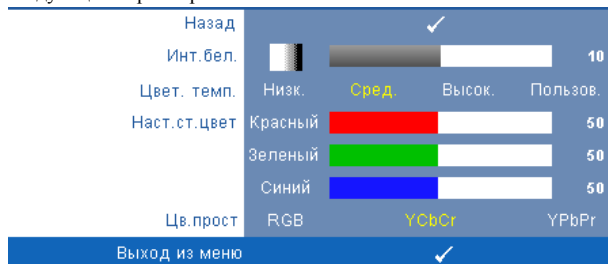 Назад
Инт.бел. 10
Цвет. темп. Низк. Сред. Высок. Пользов.
Наст.ст.цвет Красный 50
Зеленый 50
Синий 50
Цв.прост RGB YCbCr YPbPr
Выход из меню